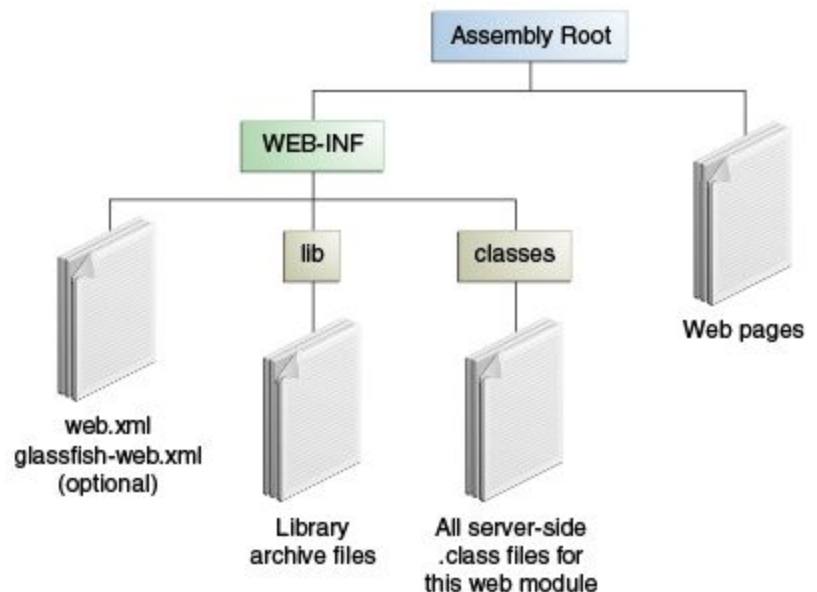 Assembly Root
WEB-INF
lib
classes
Web pages
web.xml
glassfish-web.xml
(optional)
Library
archive files
All server-side
.class files for
this web module